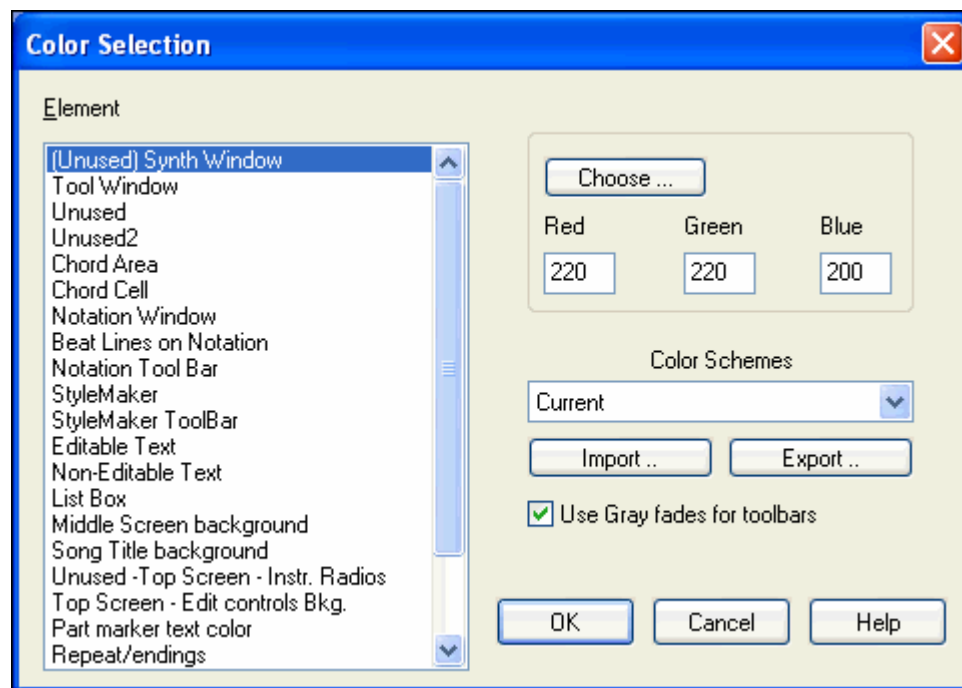 Color Selection
Element
(Unused) Synth Window
Tool Window
Unused
Unused2
Chord Area
Chord Cell
Notation Window
Beat Lines on Notation
Notation Tool Bar
StyleMaker
StyleMaker ToolBar
Editable Text
Non-Editable Text
List Box
Middle Screen background
Song Title background
Unused -Top Screen - Instr. Radios
Top Screen - Edit controls Bkg.
Part marker text color
Repeat/endings
Choose ...
Red Green Blue
220 220 200
Color Schemes
Current
Import .. Export ..
Use Gray fades for toolbars
OK Cancel Help